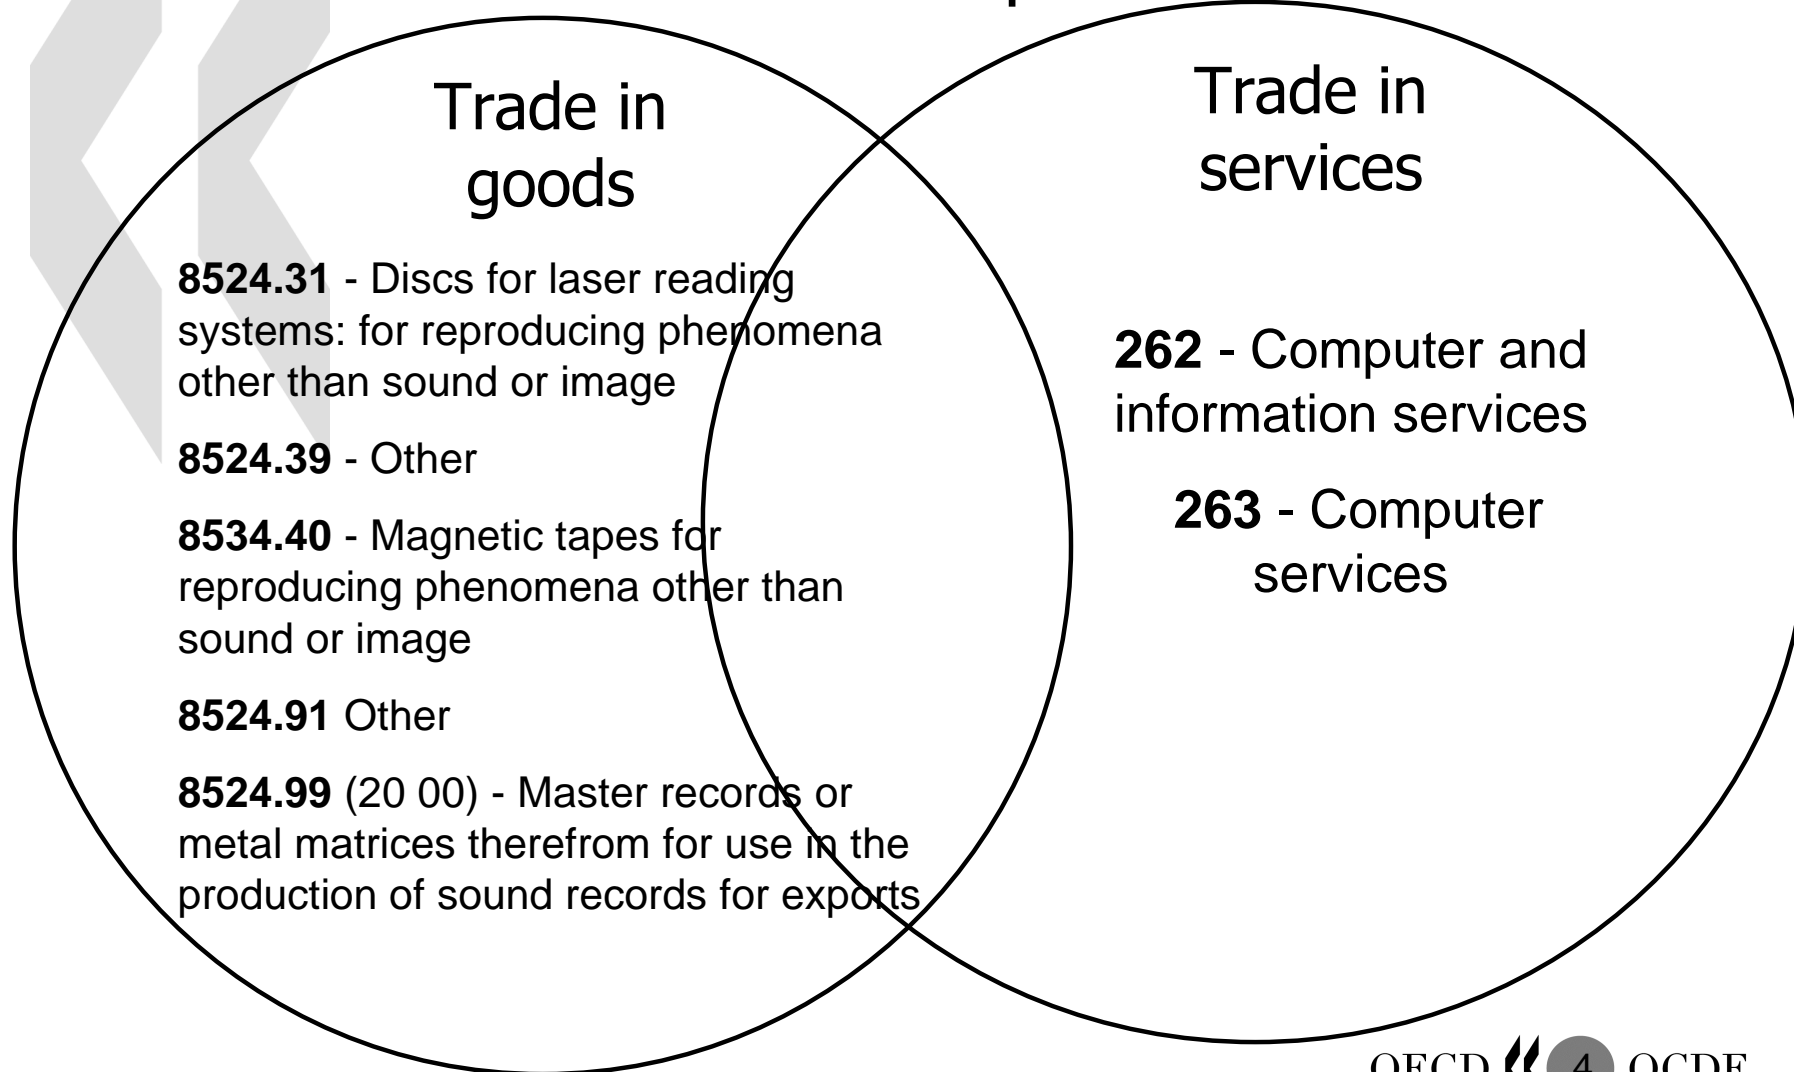 Trade in
goods
8524.31 - Discs for laser reading
systems: for reproducing phenomena
other than sound or image
8524.39 - Other
8534.40 - Magnetic tapes for
reproducing phenomena other than
sound or image
8524.91 Other
8524.99 (20 00) - Master records or
metal matrices therefrom for use in the
production of sound records for exports
Trade in
services
262 - Computer and
information services
263 - Computer
services
OECD 4 OCDE